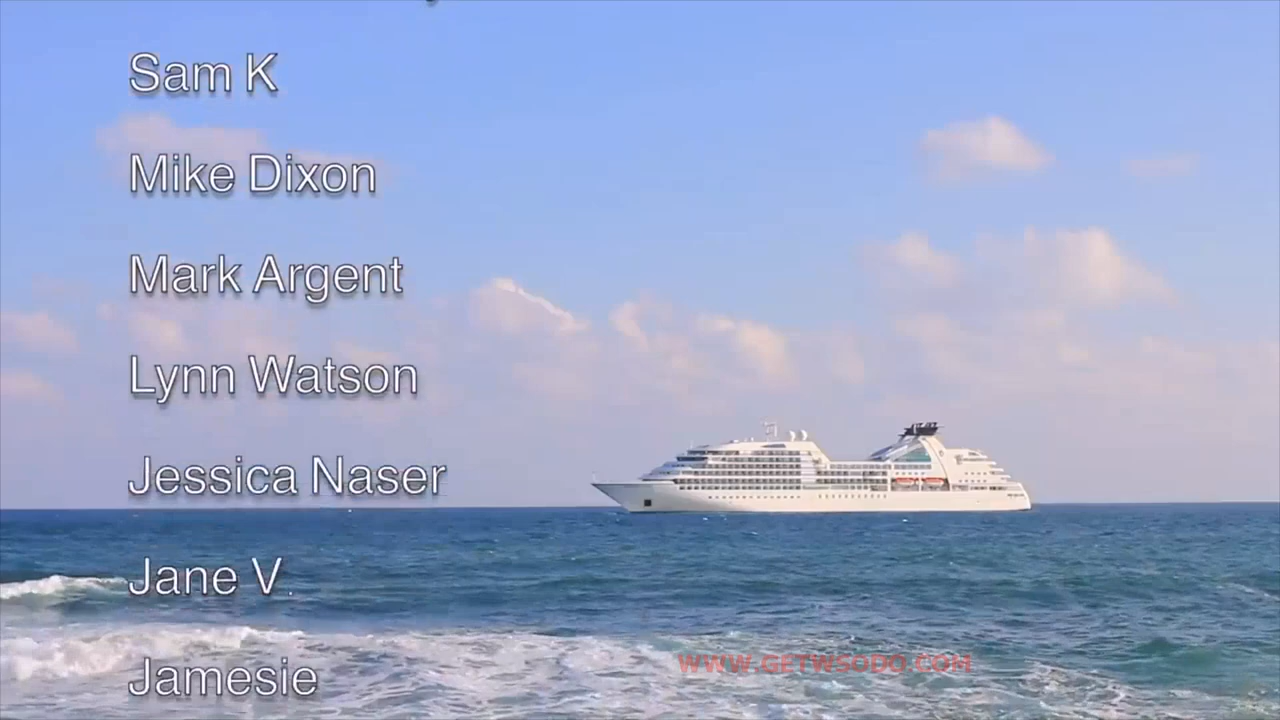 Sam K
Mike Dixon
Mark Argent
Lynn Watson
Jessica Naser
Jane V.
WWW.GETWSODO.COM
Jamesie